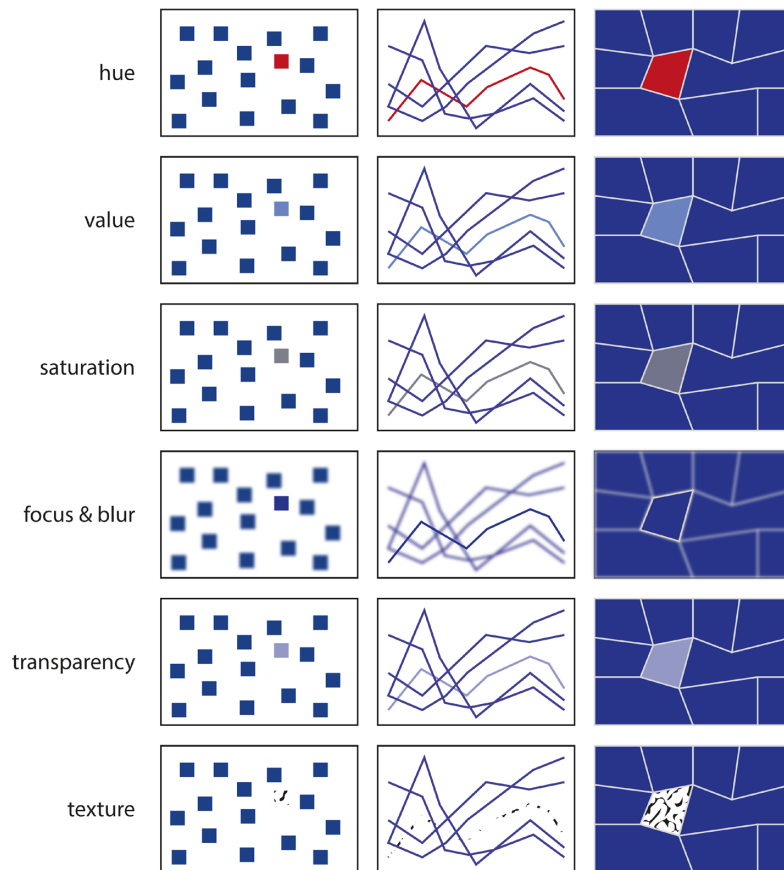 hue
value
saturation
focus & blur
transparency
texture